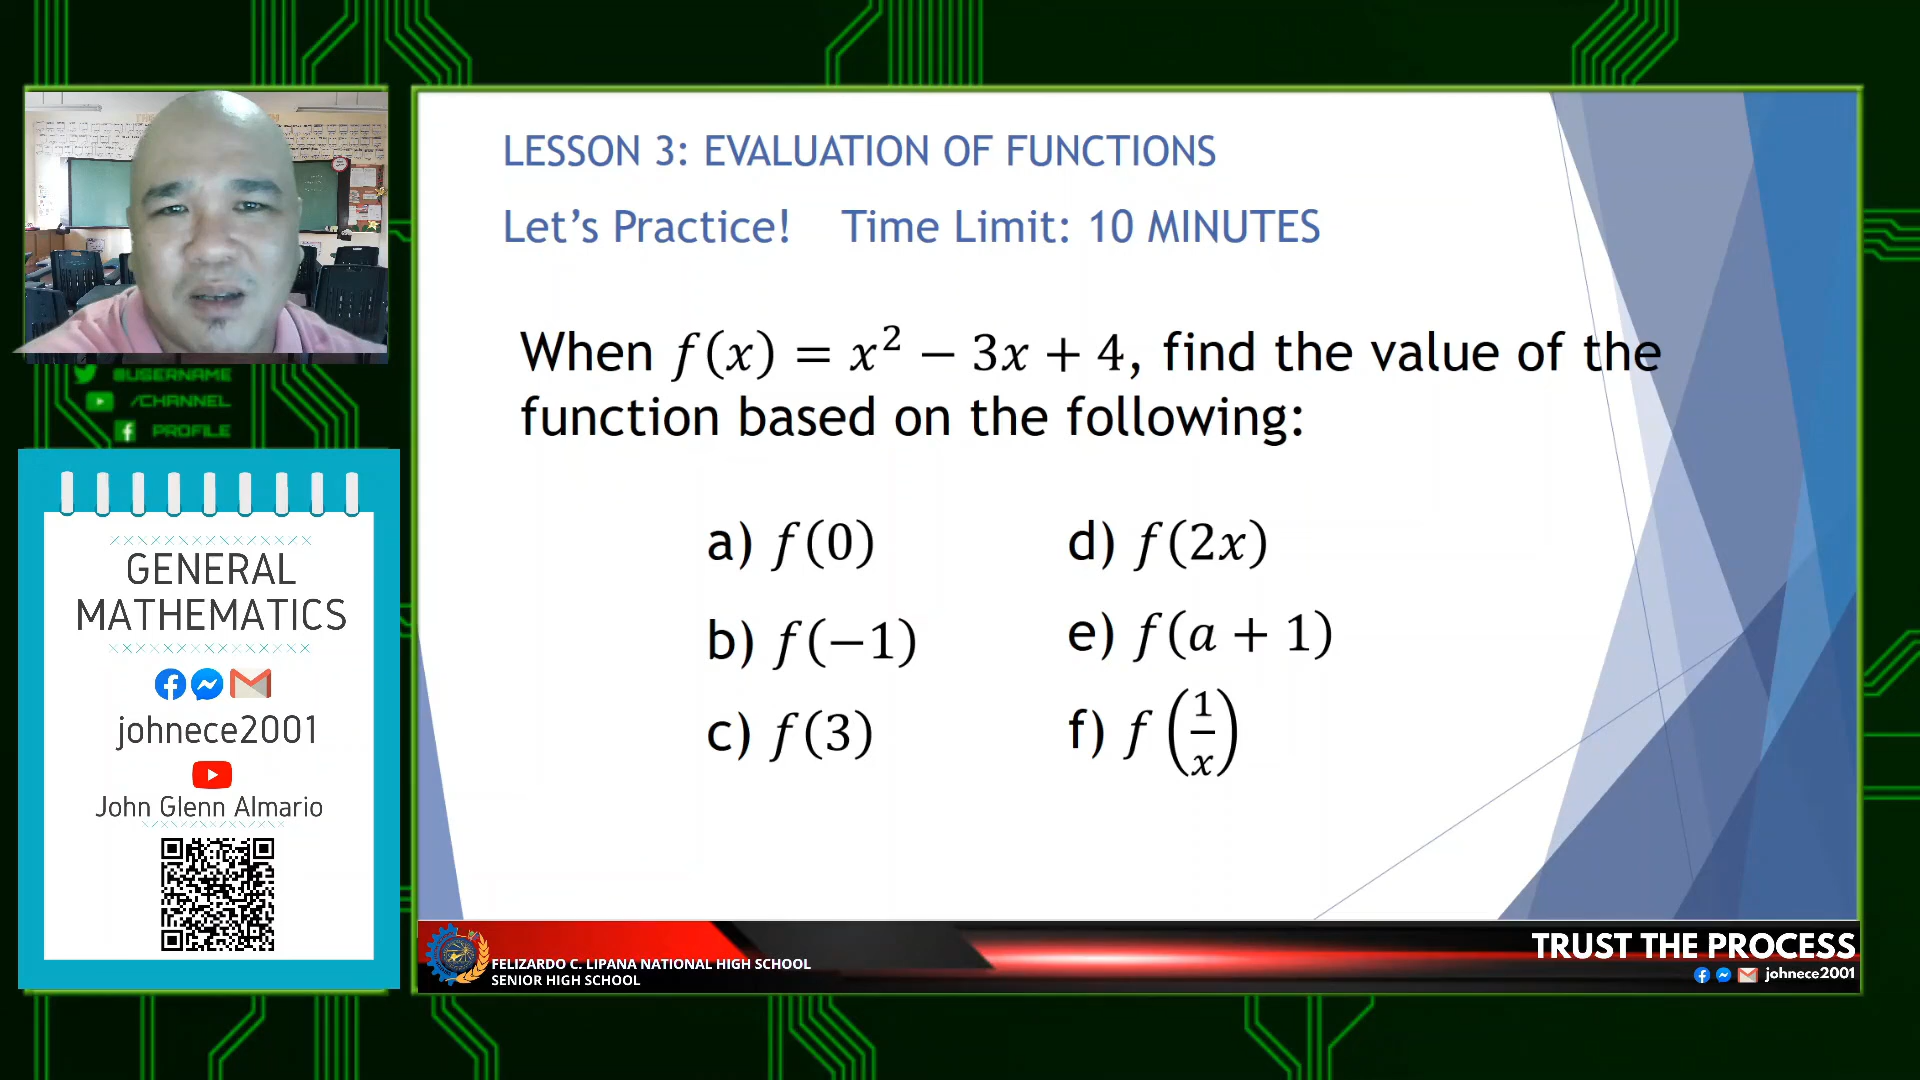 LESSON 3: EVALUATION OF FUNCTIONS
Let's Practice! Time Limit: 10 MINUTES
When f(x) = x² − 3x + 4, find the value of the
function based on the following:
a) f(0)
b) f(−1)
c) f(3)
d) f(2x)
e) f(a + 1)
f) f(1/x)
@USERNAME
/CHANNEL
PROFILE
GENERAL
MATHEMATICS
johnece2001
John Glenn Almario
FELIZARDO C. LIPANA NATIONAL HIGH SCHOOL
SENIOR HIGH SCHOOL
TRUST THE PROCESS
johnece2001